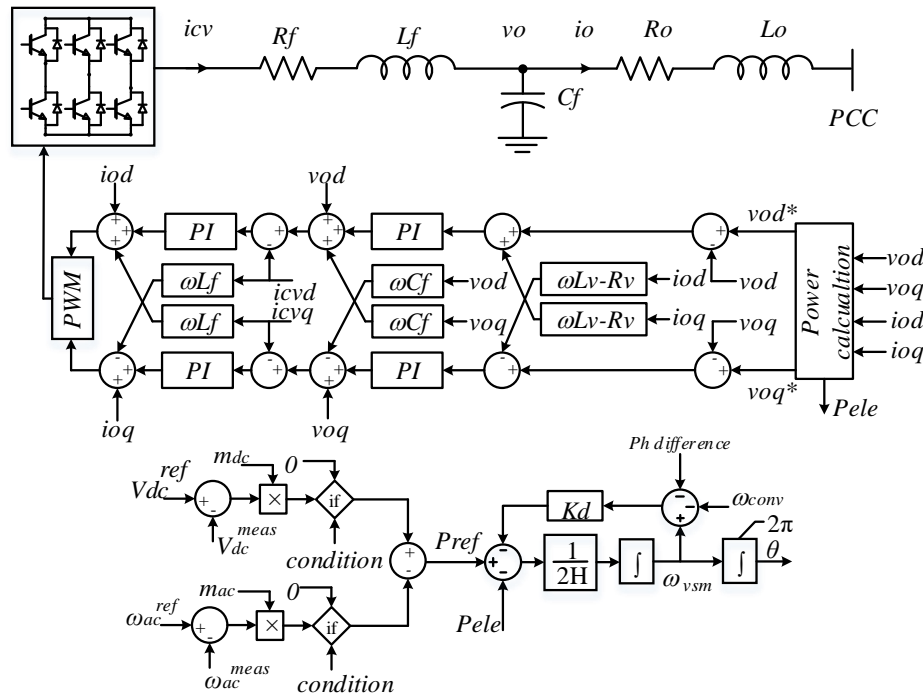 icv Rf Lf vo io Ro Lo
Cf
PCC
iod vod vod*
+ + + PI + - + + + PI + + + -
ωLf icvd ωCf vod ωLv-Rv iod vod
ωLf icvq ωCf voq ωLv-Rv ioq voq
PWM
Power calcualtion
vod
voq
iod
ioq
- + + PI - + - + + PI - + - +
ioq voq voq*
Pele
Ph difference
mdc 0
Vdc^ref + - × if
Vdc^meas
condition
+ -
Pref
Kd - - + ωconv
+ - - 1/2H ∫ ωvsm ∫ 2π θ
Pele
mac 0
ωac^ref + - × if
ωac^meas
condition